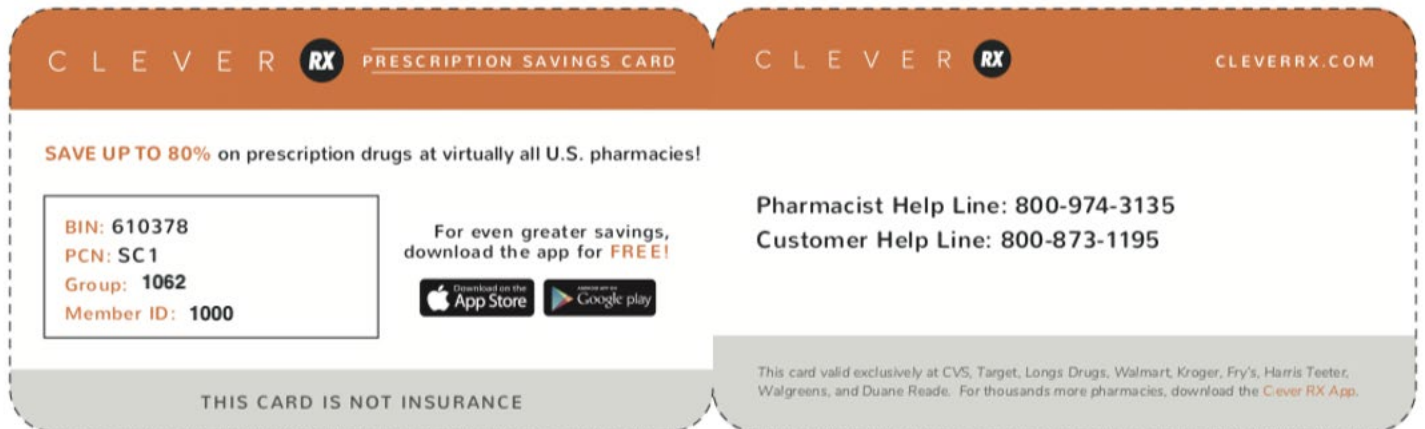 CLEVER RX PRESCRIPTION SAVINGS CARD
SAVE UP TO 80% on prescription drugs at virtually all U.S. pharmacies!
BIN: 610378
PCN: SC1
Group: 1062
Member ID: 1000
For even greater savings,
download the app for FREE!
Download on the
App Store
ANDROID APP ON
Google play
THIS CARD IS NOT INSURANCE
CLEVER RX
CLEVERRX.COM
Pharmacist Help Line: 800-974-3135
Customer Help Line: 800-873-1195
This card valid exclusively at CVS, Target, Longs Drugs, Walmart, Kroger, Fry's, Harris Teeter,
Walgreens, and Duane Reade. For thousands more pharmacies, download the Clever RX App.